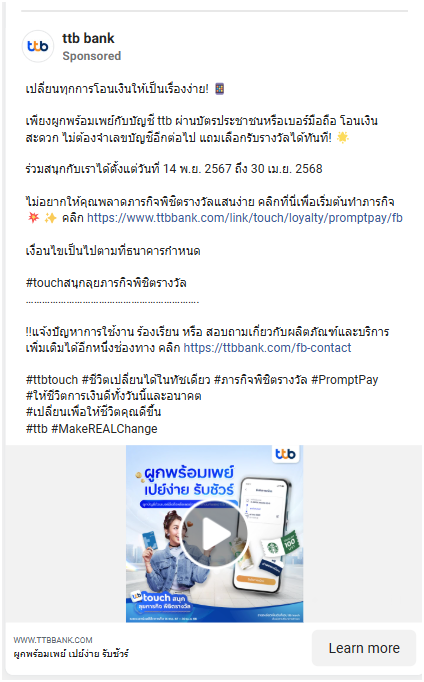 ttb bank
Sponsored
เปลี่ยนทุกการโอนเงินให้เป็นเรื่องง่าย!
เพียงผูกพร้อมเพย์กับบัญชี ttb ผ่านบัตรประชาชนหรือเบอร์มือถือ โอนเงิน
สะดวก ไม่ต้องจำเลขบัญชีอีกต่อไป แถมเลือกรับรางวัลได้ทันที! 🌟
ร่วมสนุกกับเราได้ตั้งแต่วันที่ 14 พ.ย. 2567 ถึง 30 เม.ย. 2568
ไม่อยากให้คุณพลาดภารกิจพิชิตรางวัลแสนง่าย คลิกที่นี่เพื่อเริ่มต้นทำภารกิจ
💥 ✨ คลิก https://www.ttbbank.com/link/touch/loyalty/promptpay/fb
เงื่อนไขเป็นไปตามที่ธนาคารกำหนด
#touchสนุกลุยภารกิจพิชิตรางวัล
……………………………………………………….
!!แจ้งปัญหาการใช้งาน ร้องเรียน หรือ สอบถามเกี่ยวกับผลิตภัณฑ์และบริการ
เพิ่มเติมได้อีกหนึ่งช่องทาง คลิก https://ttbbank.com/fb-contact
#ttbtouch #ชีวิตเปลี่ยนได้ในทัชเดียว #ภารกิจพิชิตรางวัล #PromptPay
#ให้ชีวิตการเงินดีทั้งวันนี้และอนาคต
#เปลี่ยนเพื่อให้ชีวิตคุณดีขึ้น
#ttb #MakeREALChange
ttb
ผูกพร้อมเพย์
เปย์ง่าย รับชัวร์
100
ttb touch สนุก
ลุยภารกิจ พิชิตรางวัล
WWW.TTBBANK.COM
ผูกพร้อมเพย์ เปย์ง่าย รับชัวร์
Learn more